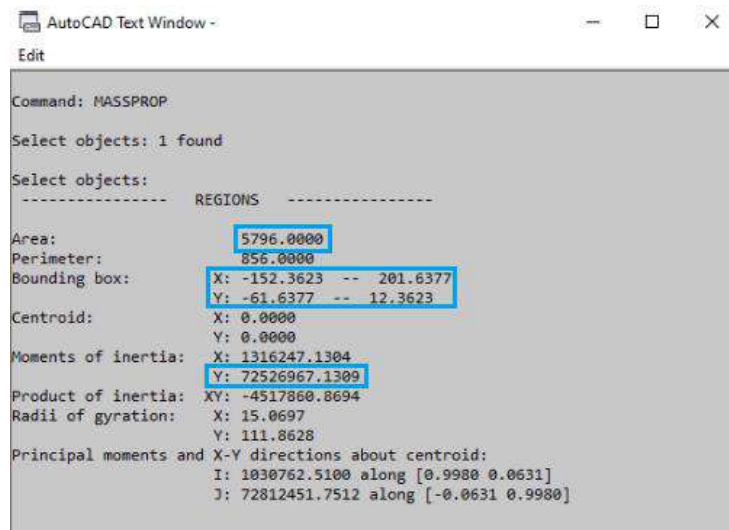 AutoCAD Text Window -
Edit
Command: MASSPROP
Select objects: 1 found
Select objects:
---------------- REGIONS ----------------
Area: 5796.0000
Perimeter: 856.0000
Bounding box: X: -152.3623 -- 201.6377
Y: -61.6377 -- 12.3623
Centroid: X: 0.0000
Y: 0.0000
Moments of inertia: X: 1316247.1304
Y: 72526967.1309
Product of inertia: XY: -4517860.8694
Radii of gyration: X: 15.0697
Y: 111.8628
Principal moments and X-Y directions about centroid:
I: 1030762.5100 along [0.9980 0.0631]
J: 72812451.7512 along [-0.0631 0.9980]